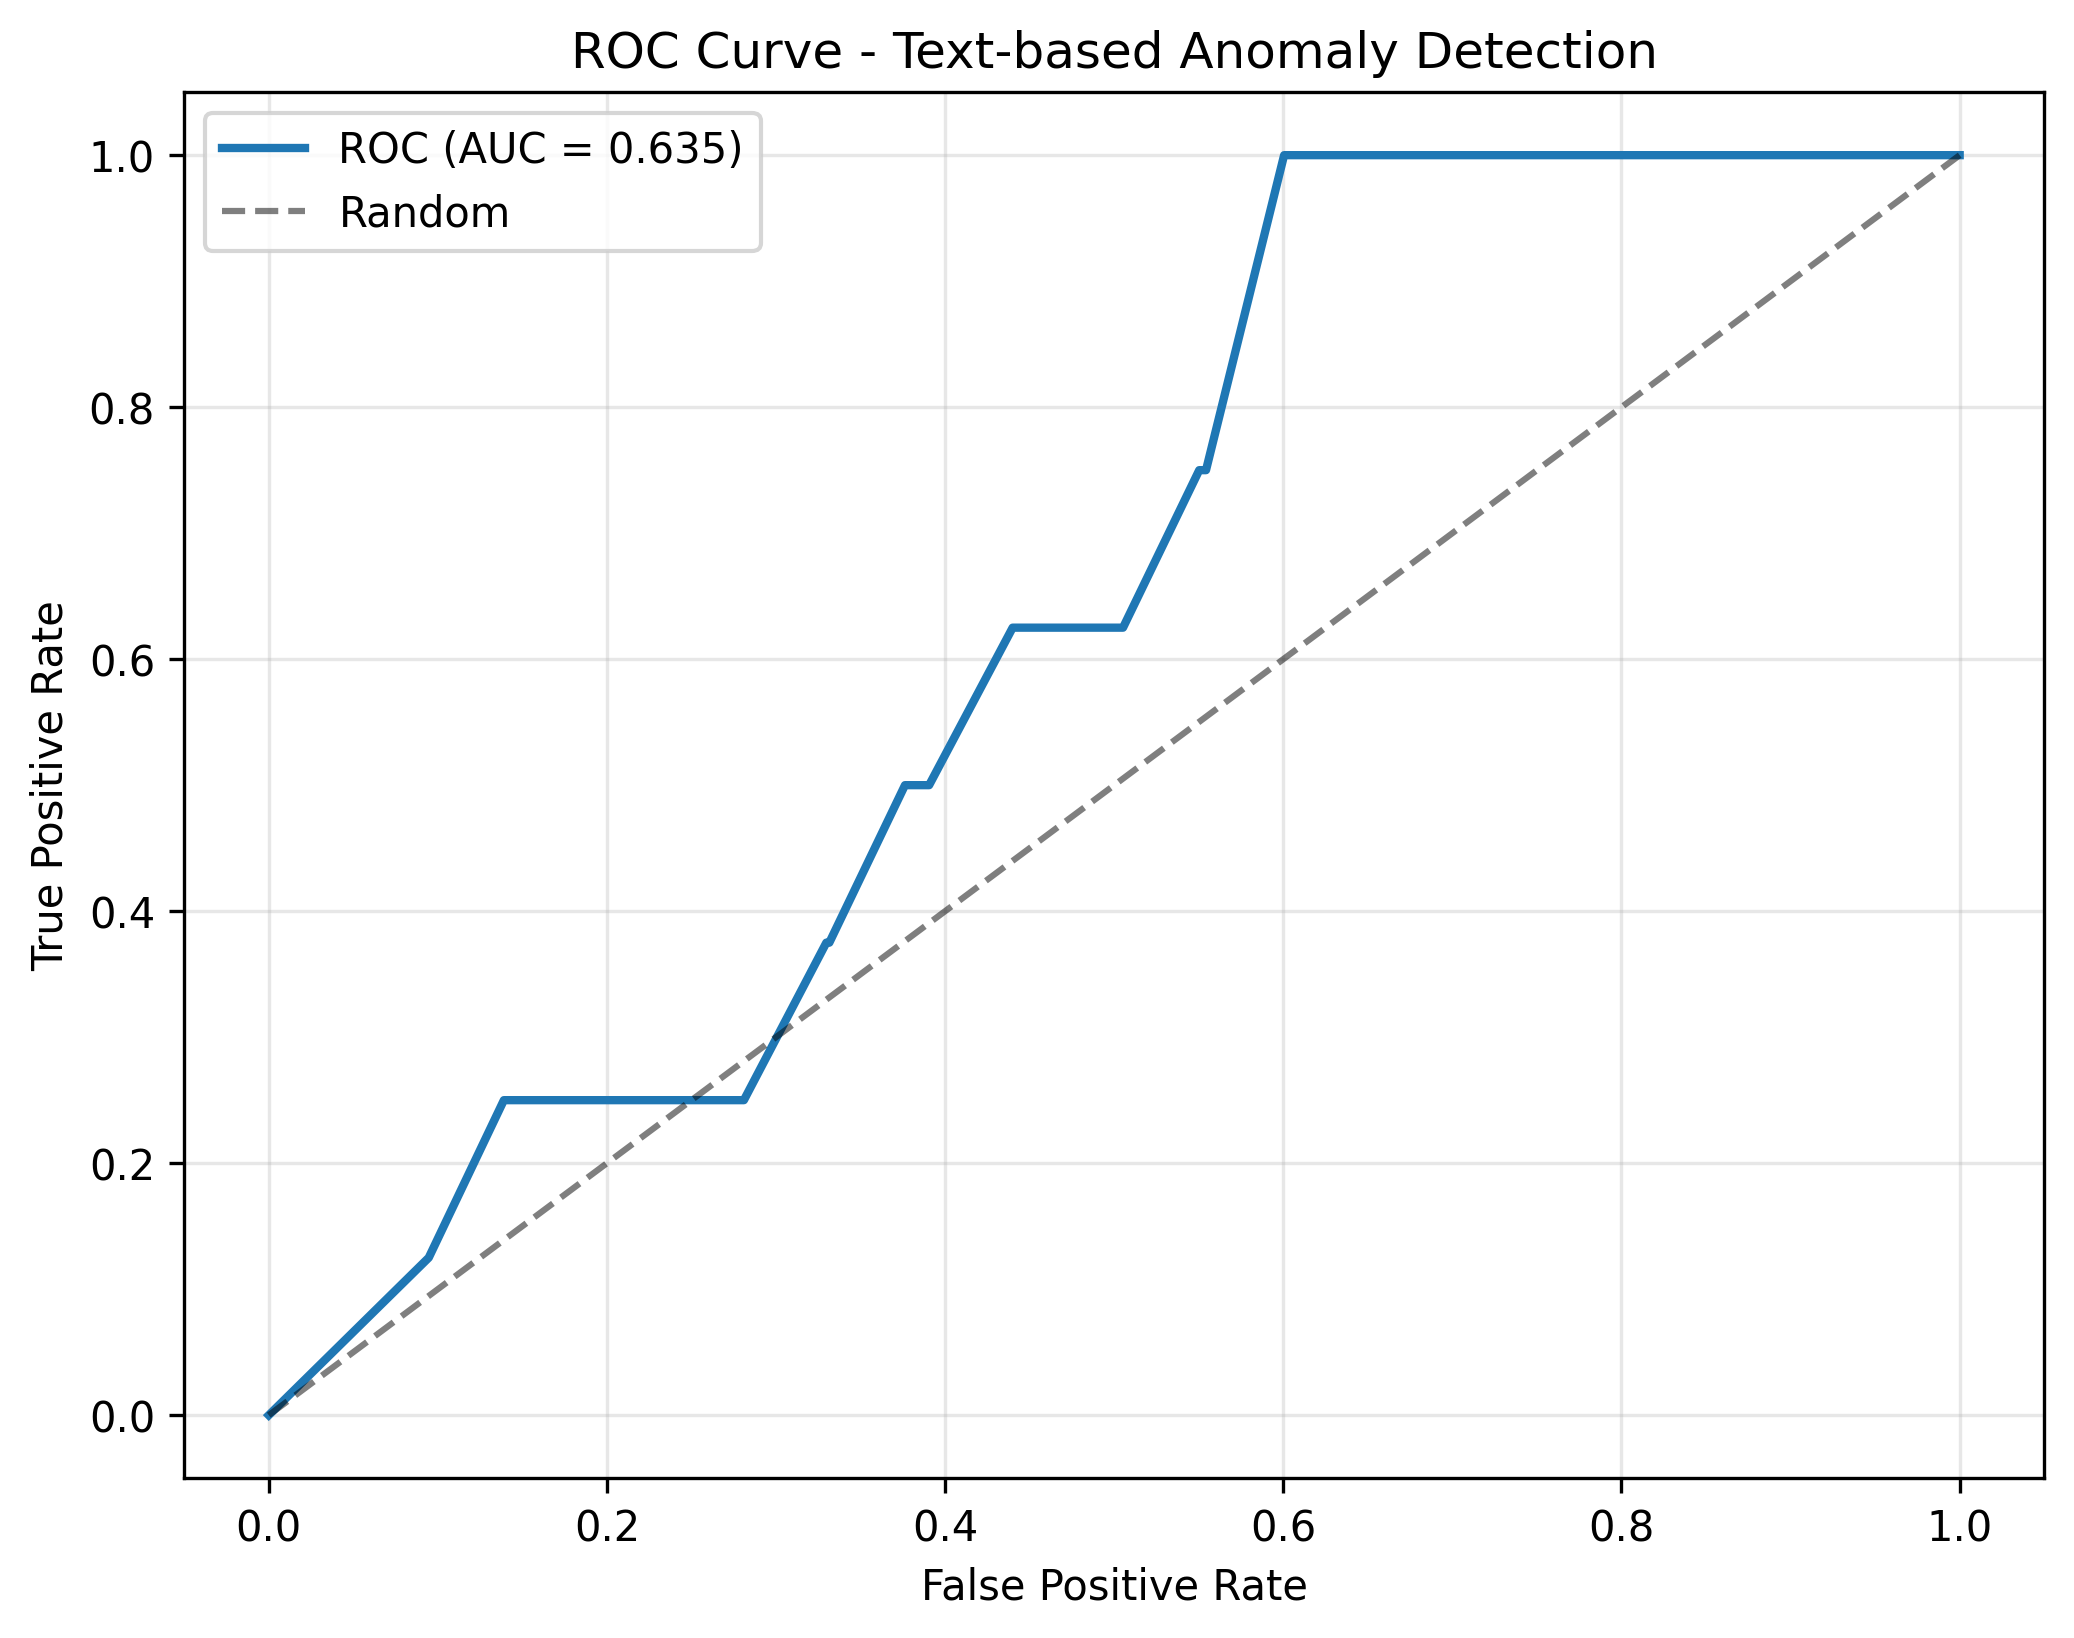 ROC Curve - Text-based Anomaly Detection
ROC (AUC = 0.635)
Random
1.0
0.8
0.6
0.4
0.2
0.0
True Positive Rate
0.0 0.2 0.4 0.6 0.8 1.0
False Positive Rate